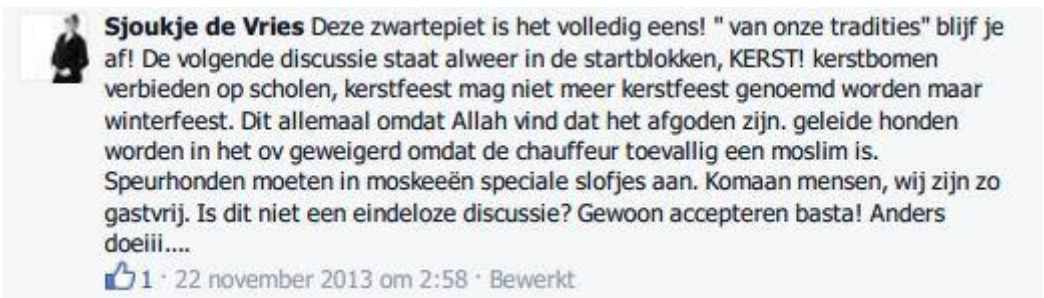 Sjoukje de Vries Deze zwartepiet is het volledig eens! " van onze tradities" blijf je
af! De volgende discussie staat alweer in de startblokken, KERST! kerstbomen
verbieden op scholen, kerstfeest mag niet meer kerstfeest genoemd worden maar
winterfeest. Dit allemaal omdat Allah vind dat het afgoden zijn. geleide honden
worden in het ov geweigerd omdat de chauffeur toevallig een moslim is.
Speurhonden moeten in moskeeën speciale slofjes aan. Komaan mensen, wij zijn zo
gastvrij. Is dit niet een eindeloze discussie? Gewoon accepteren basta! Anders
doeiii....
1 · 22 november 2013 om 2:58 · Bewerkt